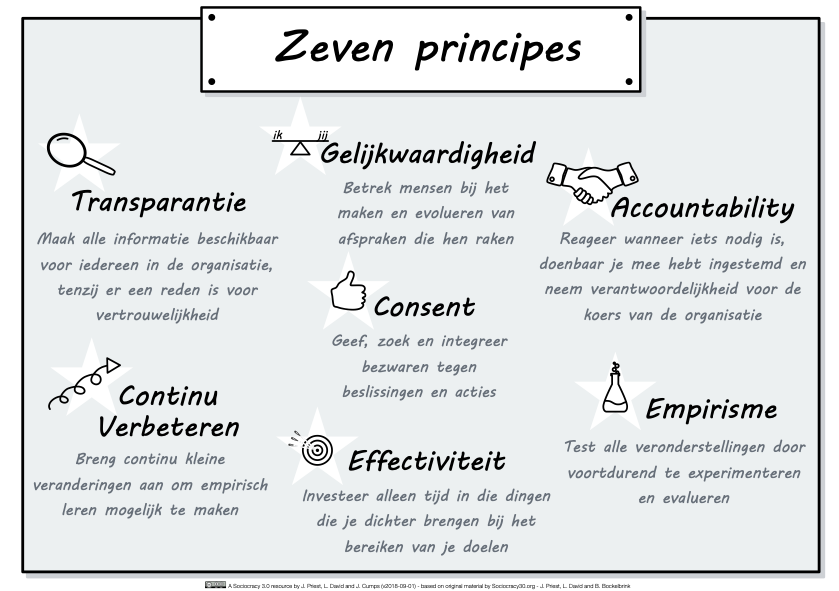 Zeven principes
Transparantie
Maak alle informatie beschikbaar
voor iedereen in de organisatie,
tenzij er een reden is voor
vertrouwelijkheid
ik jij
Gelijkwaardigheid
Betrek mensen bij het
maken en evolueren van
afspraken die hen raken
Accountability
Reageer wanneer iets nodig is,
doenbaar je mee hebt ingestemd en
neem verantwoordelijkheid voor de
koers van de organisatie
Consent
Geef, zoek en integreer
bezwaren tegen
beslissingen en acties
Continu
Verbeteren
Breng continu kleine
veranderingen aan om empirisch
leren mogelijk te maken
Effectiviteit
Investeer alleen tijd in die dingen
die je dichter brengen bij het
bereiken van je doelen
Empirisme
Test alle veronderstellingen door
voortdurend te experimenteren
en evalueren
A Sociocracy 3.0 resource by J. Priest, L. David and J. Cumps (v2018-09-01) - based on original material by Sociocracy30.org - J. Priest, L. David and B. Bockelbrink